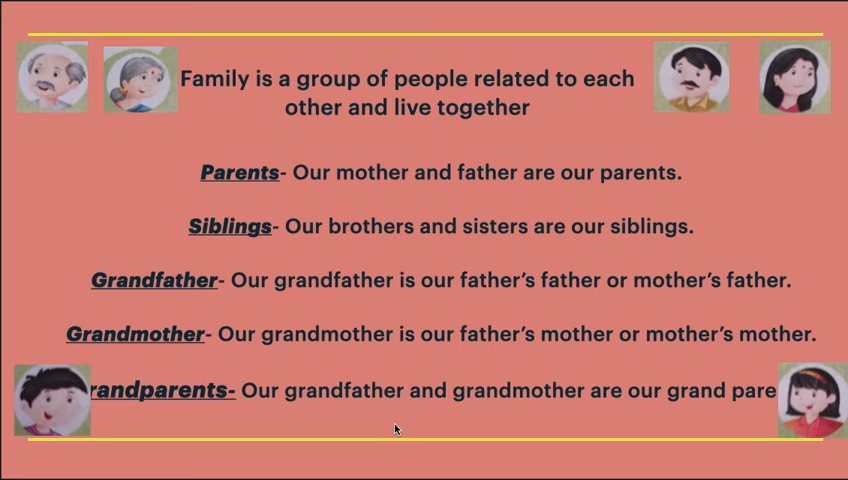 Family is a group of people related to each
other and live together
Parents- Our mother and father are our parents.
Siblings- Our brothers and sisters are our siblings.
Grandfather- Our grandfather is our father’s father or mother’s father.
Grandmother- Our grandmother is our father’s mother or mother’s mother.
randparents- Our grandfather and grandmother are our grand pare